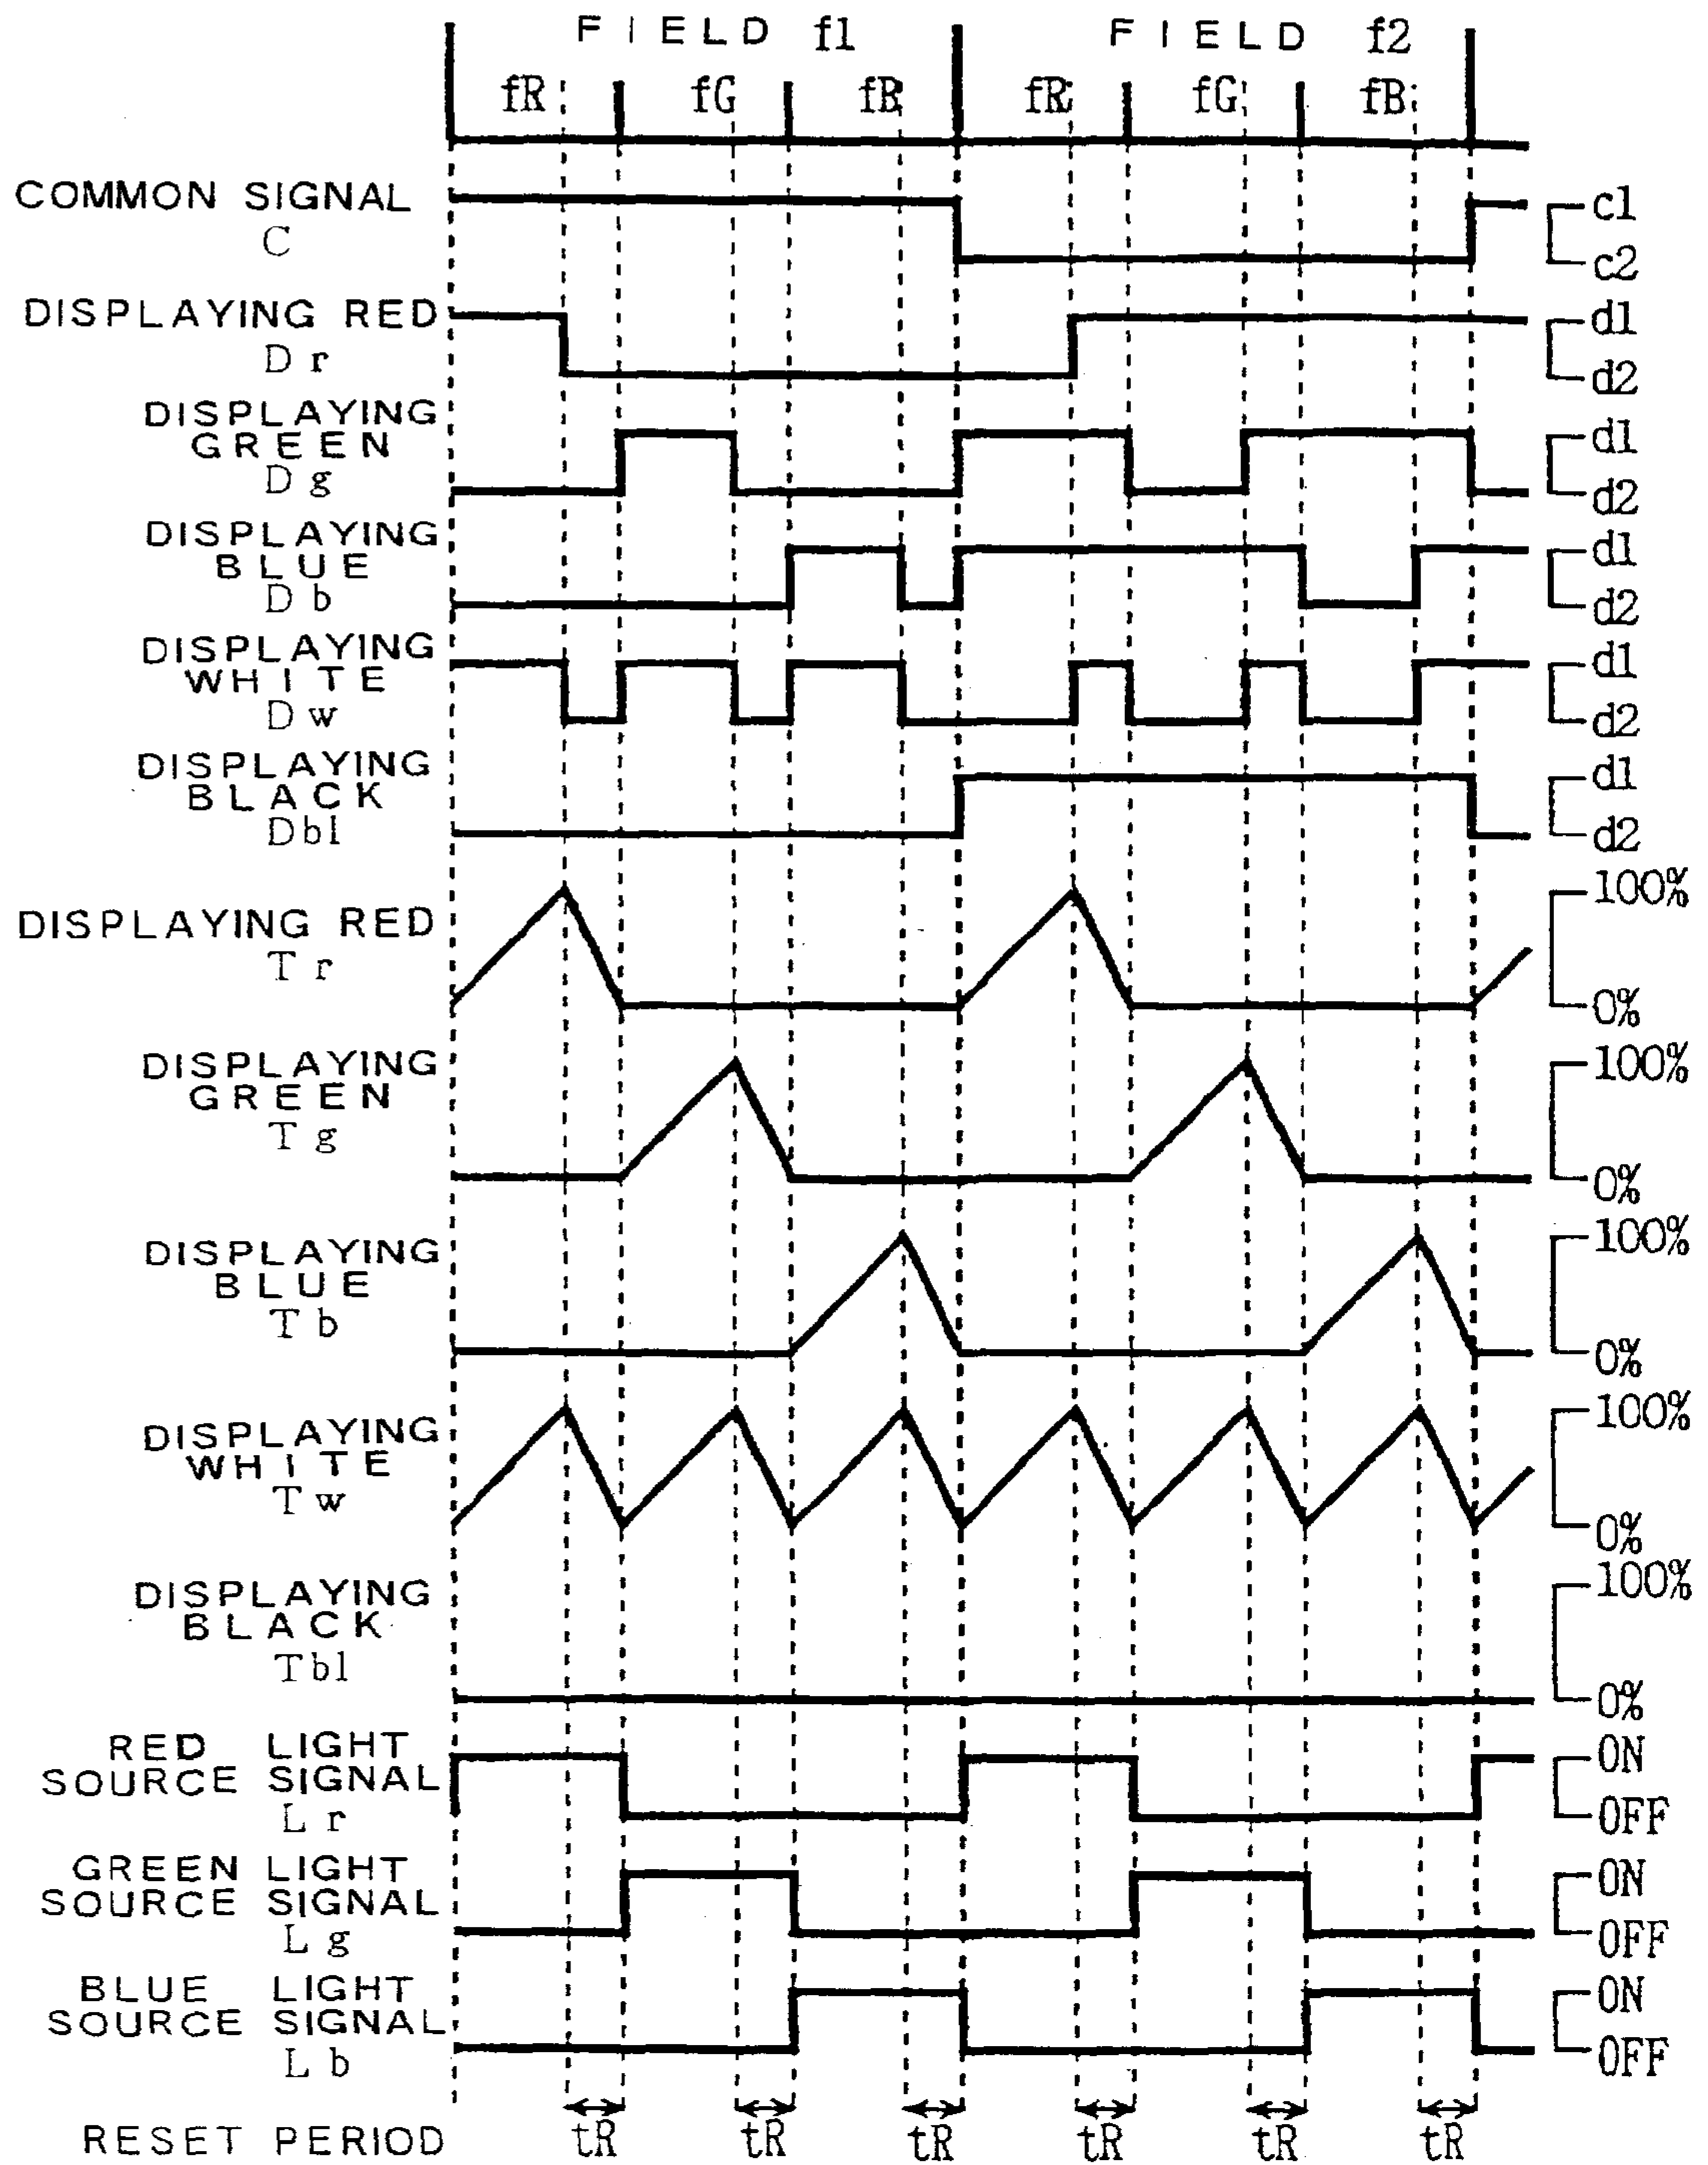 FIELD f1 FIELD f2
fR fG fB fR fG fB
COMMON SIGNAL
C
c1
c2
DISPLAYING RED
Dr
d1
d2
DISPLAYING
GREEN
Dg
d1
d2
DISPLAYING
BLUE
Db
d1
d2
DISPLAYING
WHITE
Dw
d1
d2
DISPLAYING
BLACK
Dbl
d1
d2
DISPLAYING RED
Tr
100%
0%
DISPLAYING
GREEN
Tg
100%
0%
DISPLAYING
BLUE
Tb
100%
0%
DISPLAYING
WHITE
Tw
100%
0%
DISPLAYING
BLACK
Tbl
100%
0%
RED LIGHT
SOURCE SIGNAL
Lr
ON
OFF
GREEN LIGHT
SOURCE SIGNAL
Lg
ON
OFF
BLUE LIGHT
SOURCE SIGNAL
Lb
ON
OFF
RESET PERIOD tR tR tR tR tR tR